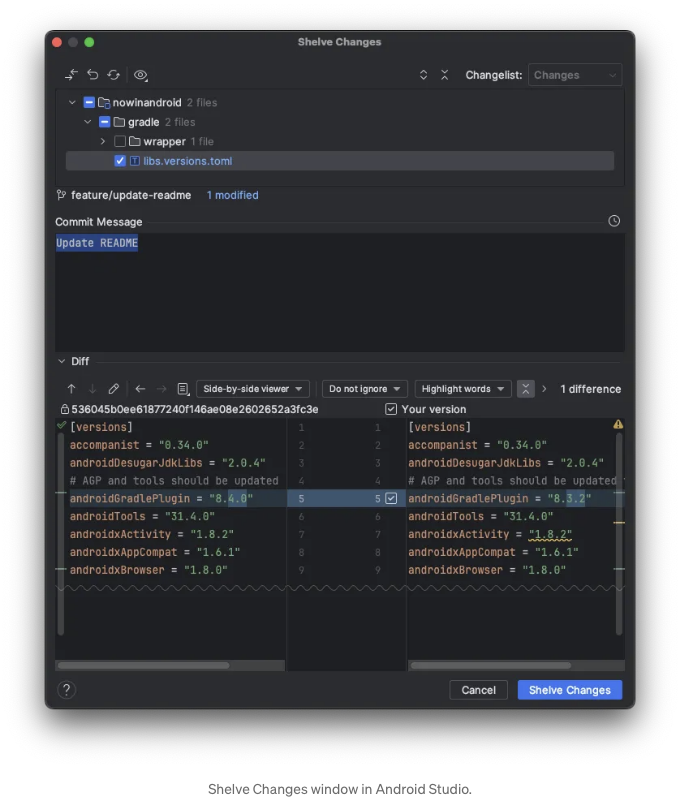 Shelve Changes
Changelist: Changes
nowinandroid 2 files
gradle 2 files
wrapper 1 file
T libs.versions.toml
feature/update-readme 1 modified
Commit Message
Update README
Diff
Side-by-side viewer Do not ignore Highlight words 1 difference
536045b0ee61877240f146ae08e2602652a3fc3e Your version
[versions] 1 1 [versions]
accompanist = "0.34.0" 2 2 accompanist = "0.34.0"
androidDesugarJdkLibs = "2.0.4" 3 3 androidDesugarJdkLibs = "2.0.4"
# AGP and tools should be updated 4 4 # AGP and tools should be updated
androidGradlePlugin = "8.4.0" 5 5 androidGradlePlugin = "8.3.2"
androidTools = "31.4.0" 6 6 androidTools = "31.4.0"
androidxActivity = "1.8.2" 7 7 androidxActivity = "1.8.2"
androidxAppCompat = "1.6.1" 8 8 androidxAppCompat = "1.6.1"
androidxBrowser = "1.8.0" 9 9 androidxBrowser = "1.8.0"
? Cancel Shelve Changes
Shelve Changes window in Android Studio.